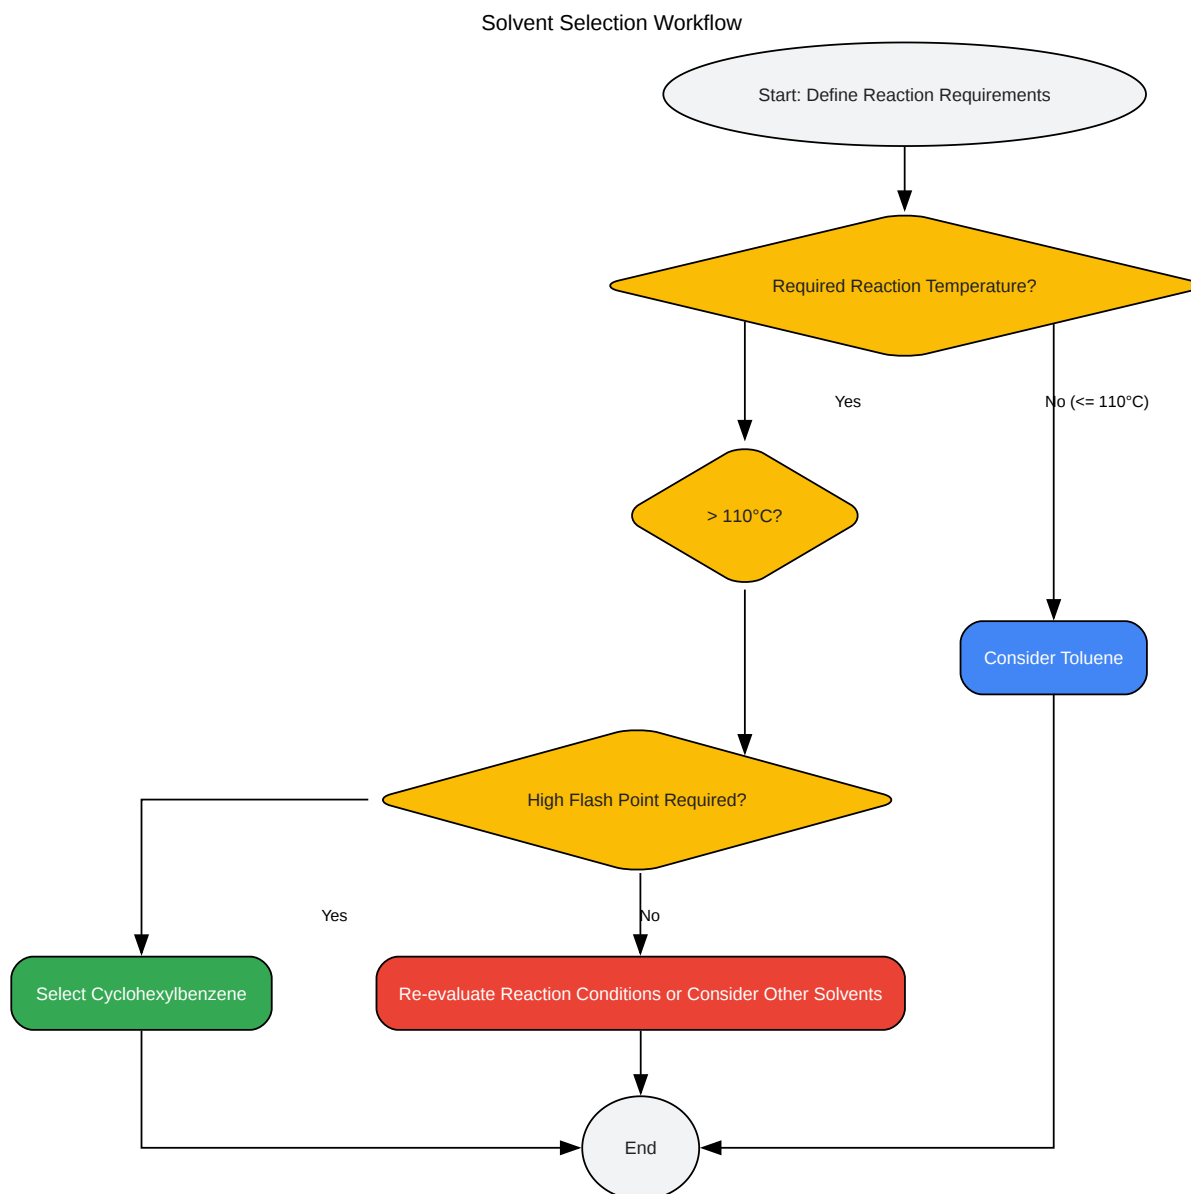 Solvent Selection Workflow
Start: Define Reaction Requirements
Required Reaction Temperature?
Yes
No (<= 110°C)
> 110°C?
Consider Toluene
High Flash Point Required?
Yes
No
Select Cyclohexylbenzene
Re-evaluate Reaction Conditions or Consider Other Solvents
End